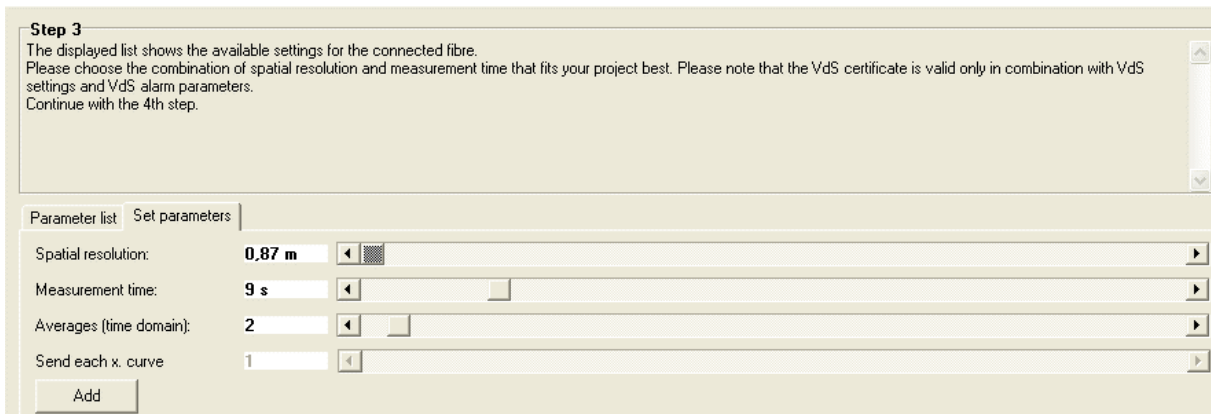 Step 3
The displayed list shows the available settings for the connected fibre.
Please choose the combination of spatial resolution and measurement time that fits your project best. Please note that the VdS certificate is valid only in combination with VdS
settings and VdS alarm parameters.
Continue with the 4th step.
Parameter list Set parameters
Spatial resolution: 0,87 m
Measurement time: 9 s
Averages (time domain): 2
Send each x. curve 1
Add